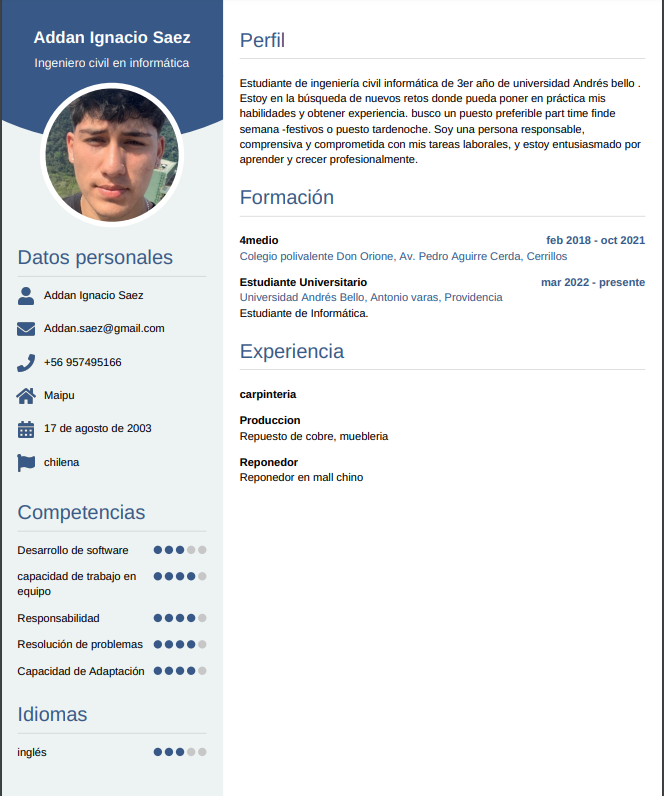 Addan Ignacio Saez
Ingeniero civil en informática
Datos personales
Addan Ignacio Saez
Addan.saez@gmail.com
+56 957495166
Maipu
17 de agosto de 2003
chilena
Competencias
Desarrollo de software
capacidad de trabajo en
equipo
Responsabilidad
Resolución de problemas
Capacidad de Adaptación
Idiomas
inglés
Perfil
Estudiante de ingeniería civil informática de 3er año de universidad Andrés bello .
Estoy en la búsqueda de nuevos retos donde pueda poner en práctica mis
habilidades y obtener experiencia. busco un puesto preferible part time finde
semana -festivos o puesto tardenoche. Soy una persona responsable,
comprensiva y comprometida con mis tareas laborales, y estoy entusiasmado por
aprender y crecer profesionalmente.
Formación
4medio feb 2018 - oct 2021
Colegio polivalente Don Orione, Av. Pedro Aguirre Cerda, Cerrillos
Estudiante Universitario mar 2022 - presente
Universidad Andrés Bello, Antonio varas, Providencia
Estudiante de Informática.
Experiencia
carpinteria
Produccion
Repuesto de cobre, muebleria
Reponedor
Reponedor en mall chino